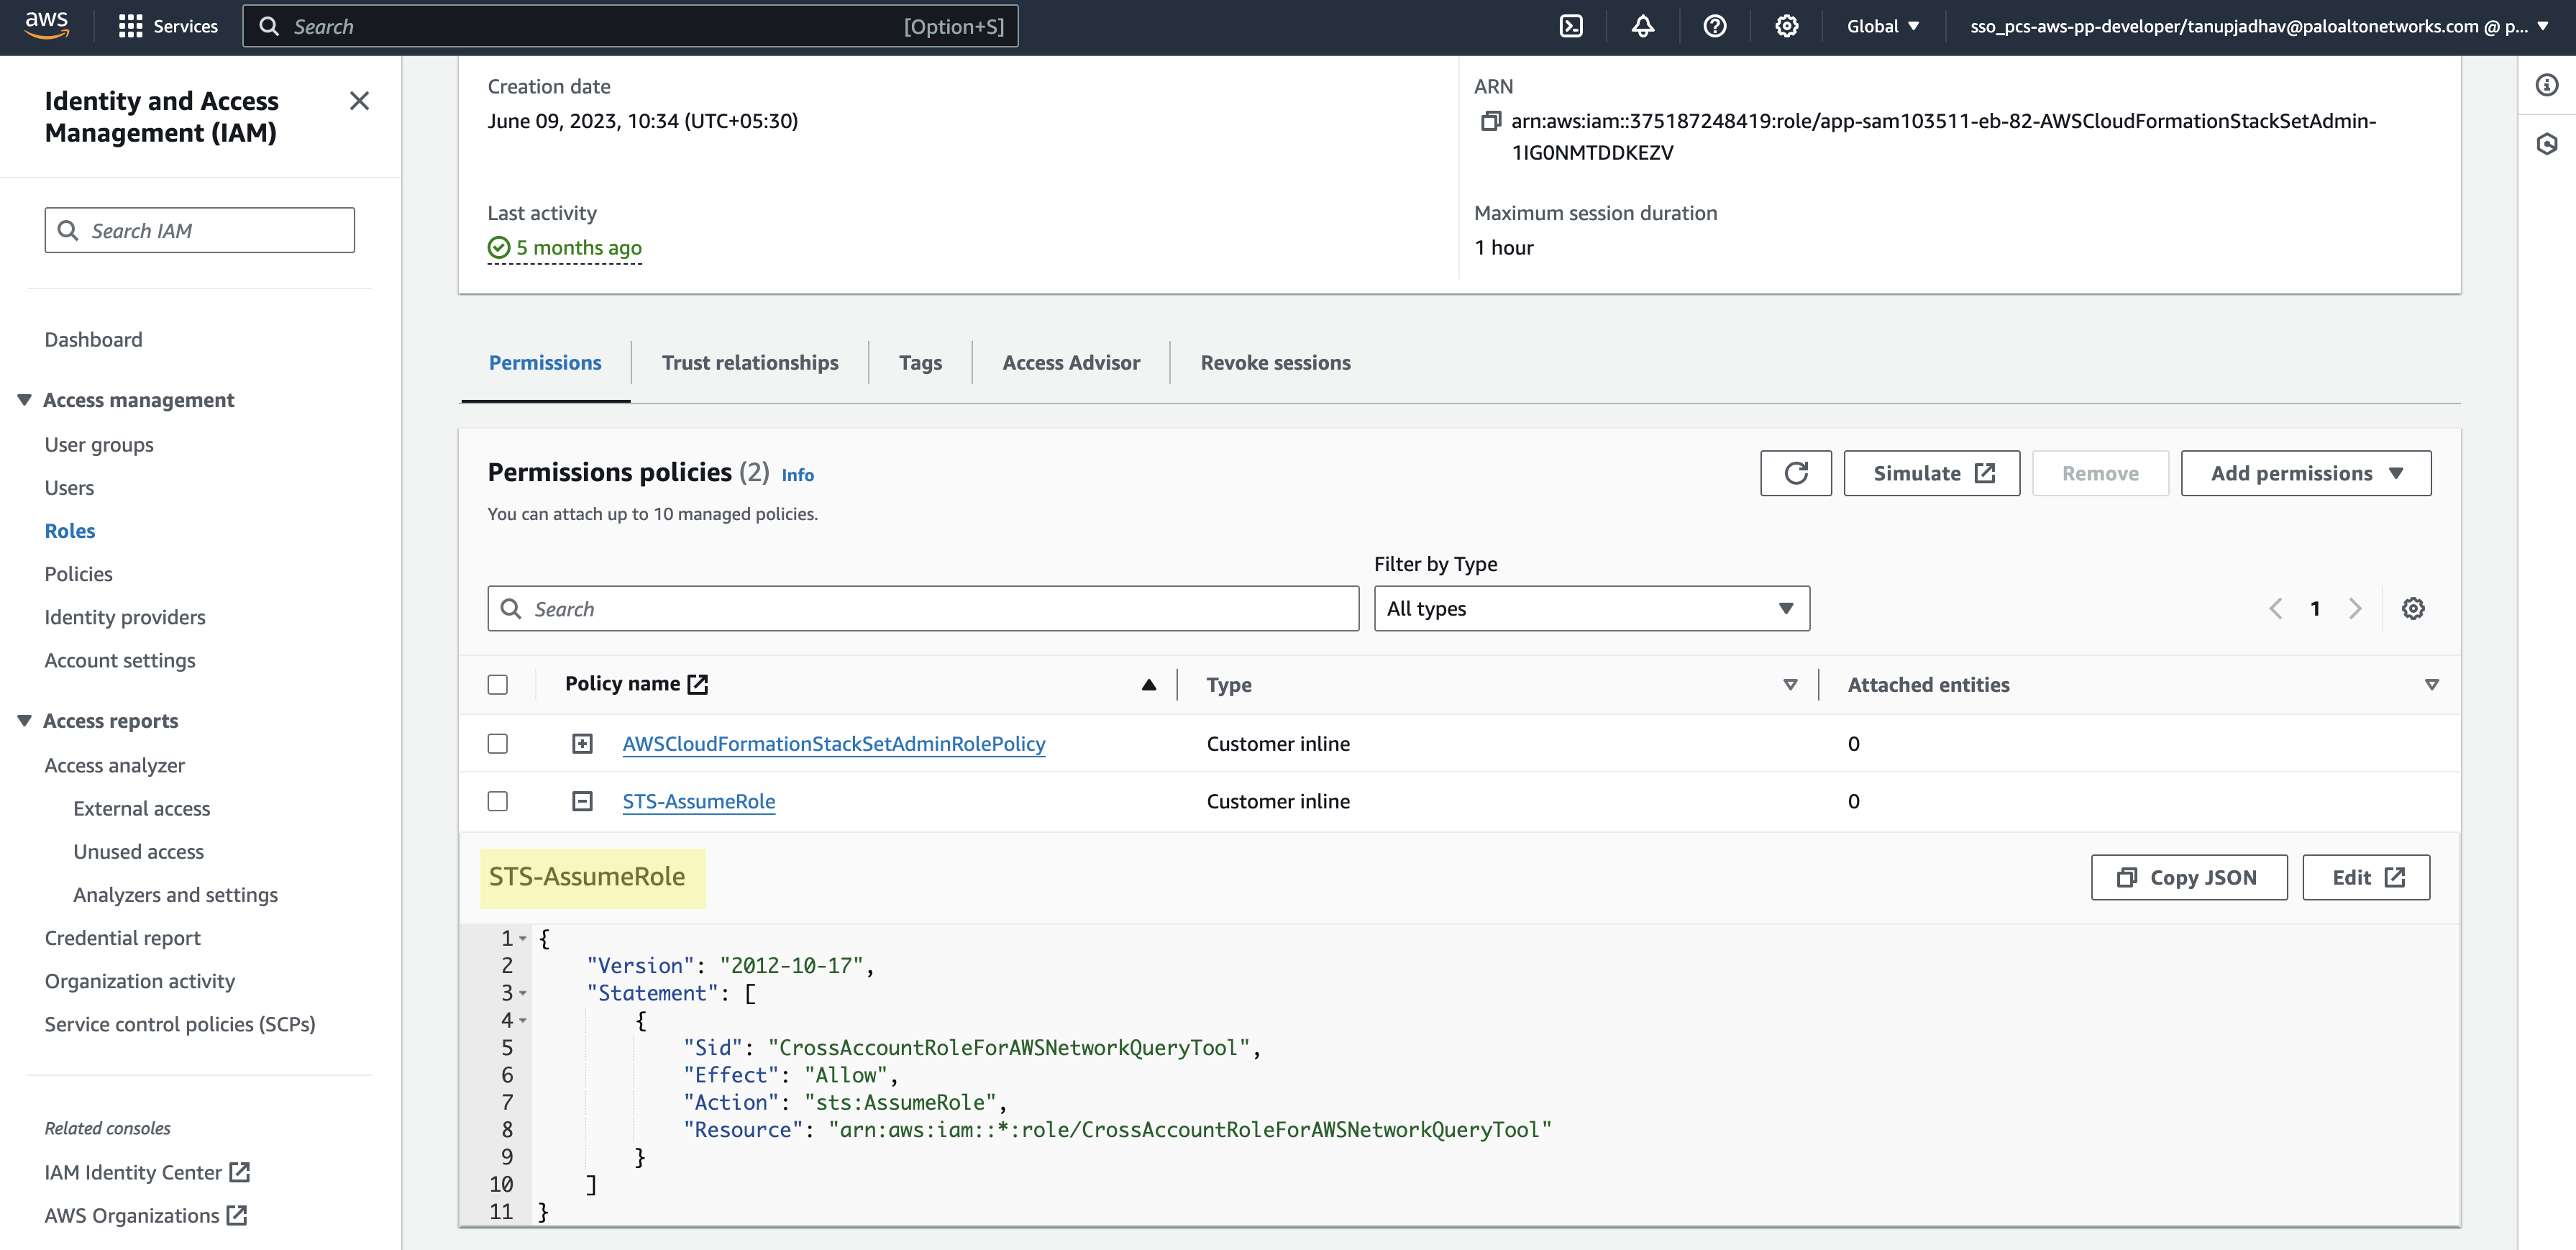 aws
Services
Search
[Option+S]
Global
sso_pcs-aws-pp-developer/tanupjadhav@paloaltonetworks.com @ p...
Identity and Access
Management (IAM)
Search IAM
Dashboard
Access management
User groups
Users
Roles
Policies
Identity providers
Account settings
Access reports
Access analyzer
External access
Unused access
Analyzers and settings
Credential report
Organization activity
Service control policies (SCPs)
Related consoles
IAM Identity Center
AWS Organizations
Creation date
June 09, 2023, 10:34 (UTC+05:30)
ARN
arn:aws:iam::375187248419:role/app-sam103511-eb-82-AWSCloudFormationStackSetAdmin-
1IG0NMTDDKEZV
Last activity
5 months ago
Maximum session duration
1 hour
Permissions
Trust relationships
Tags
Access Advisor
Revoke sessions
Permissions policies (2) Info
You can attach up to 10 managed policies.
Simulate
Remove
Add permissions
Filter by Type
Search
All types
1
Policy name
Type
Attached entities
AWSCloudFormationStackSetAdminRolePolicy
Customer inline
0
STS-AssumeRole
Customer inline
0
STS-AssumeRole
Copy JSON
Edit
1 {
2 "Version": "2012-10-17",
3 "Statement": [
4 {
5 "Sid": "CrossAccountRoleForAWSNetworkQueryTool",
6 "Effect": "Allow",
7 "Action": "sts:AssumeRole",
8 "Resource": "arn:aws:iam::*:role/CrossAccountRoleForAWSNetworkQueryTool"
9 }
10 ]
11 }